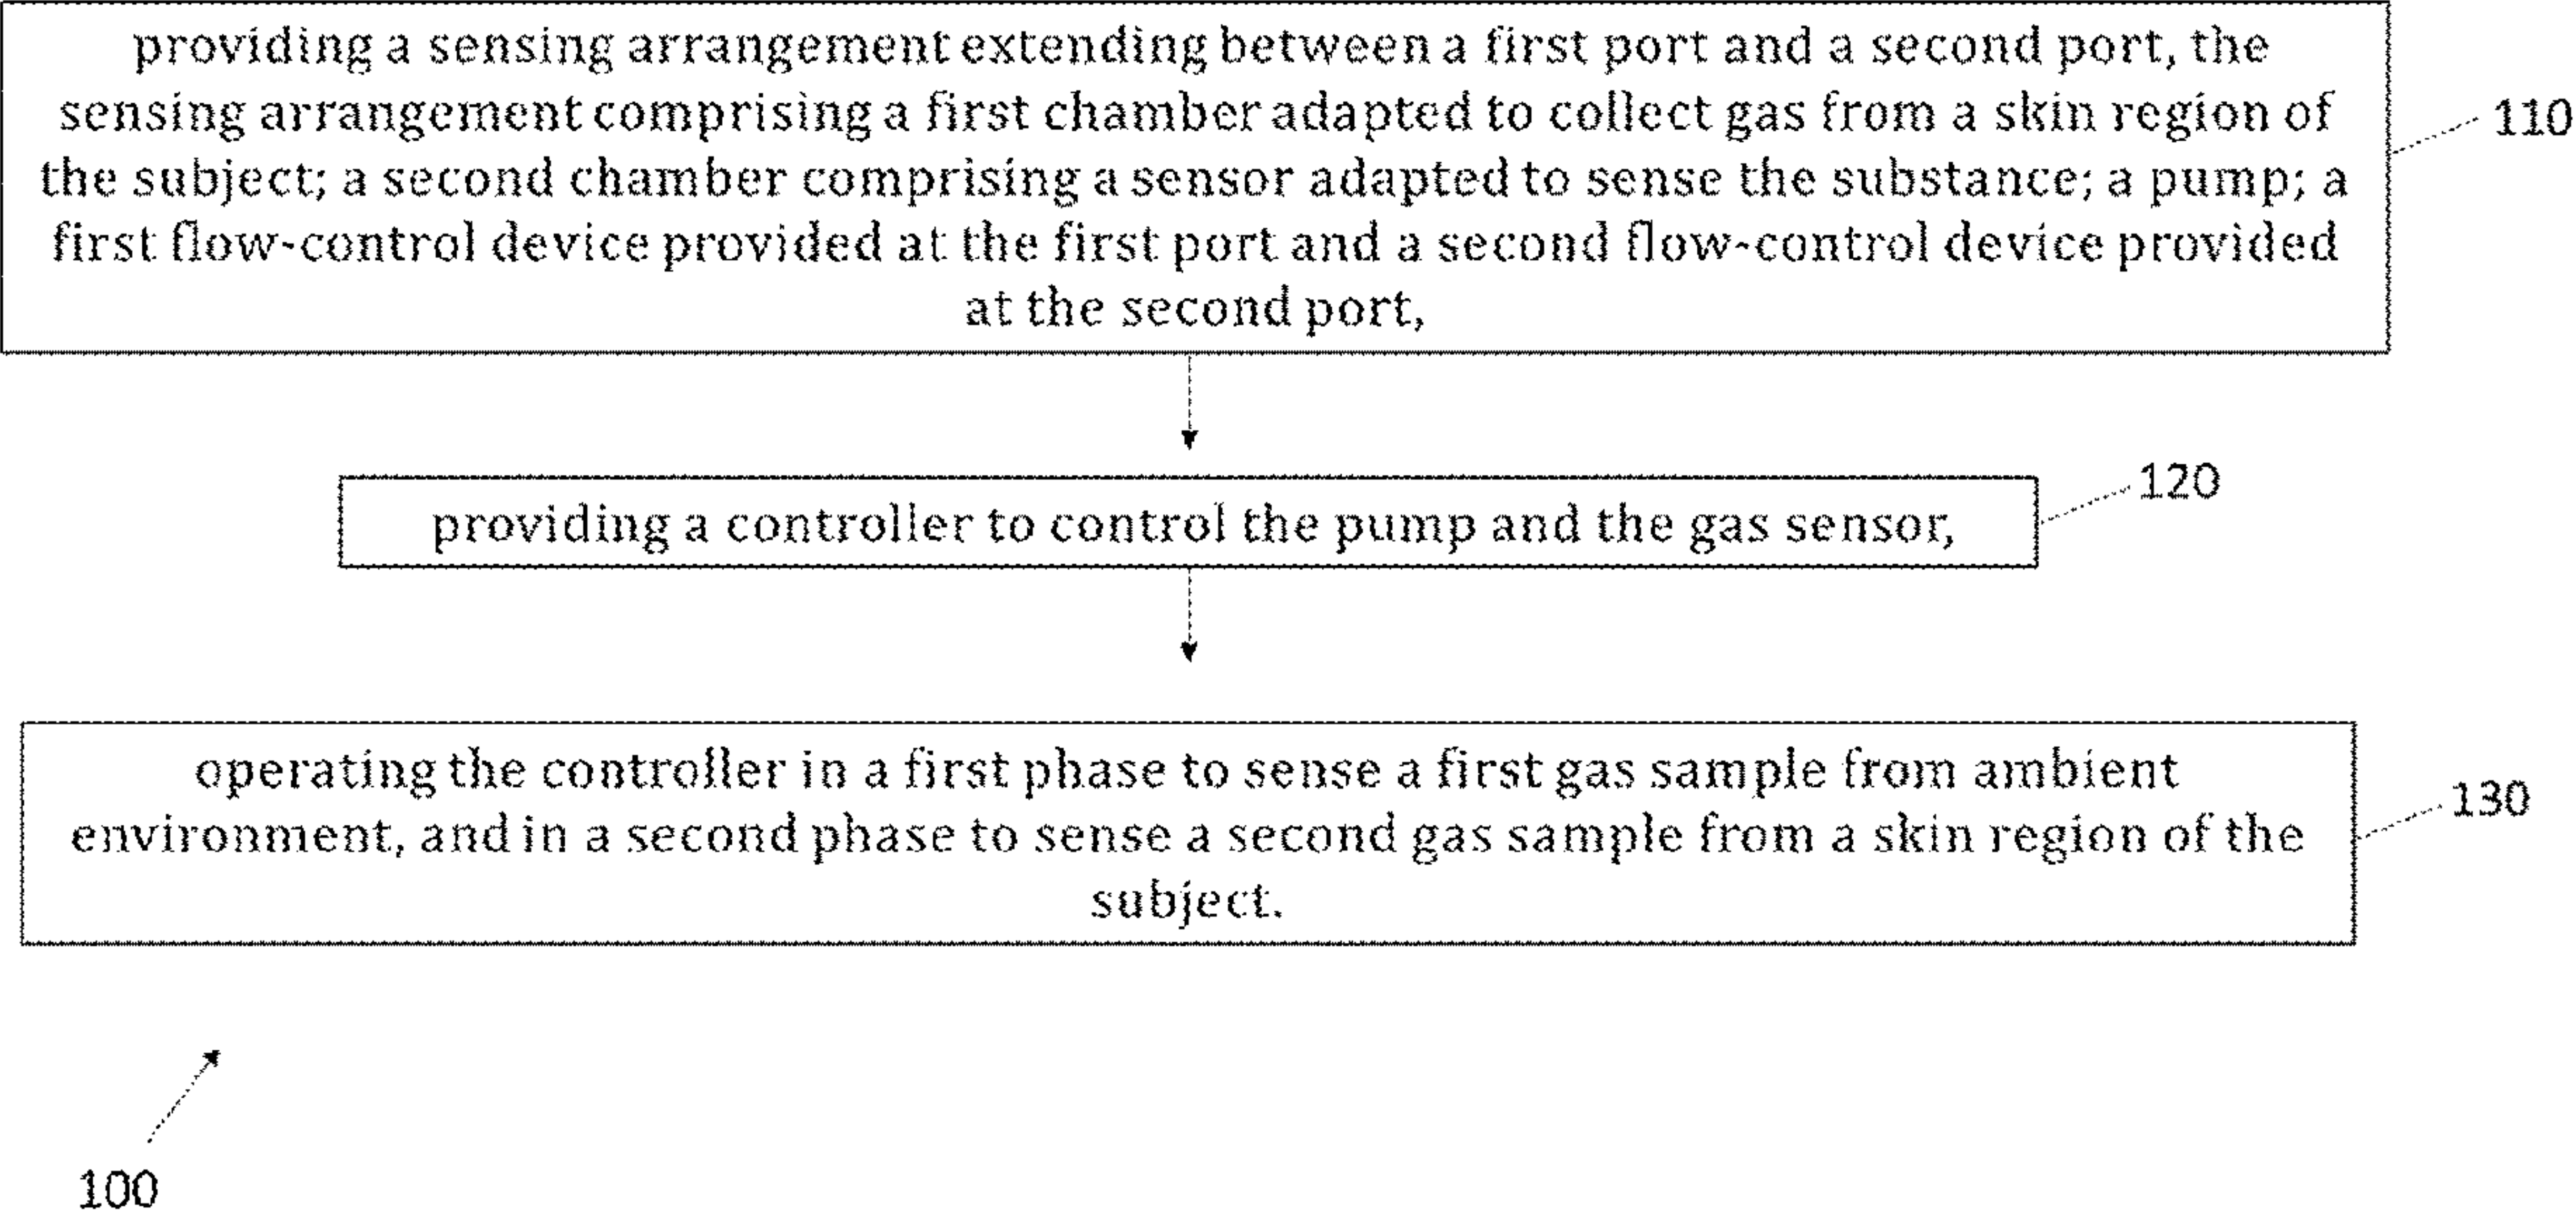 providing a sensing arrangement extending between a first port and a second port, the
sensing arrangement comprising a first chamber adapted to collect gas from a skin region of
the subject; a second chamber comprising a sensor adapted to sense the substance; a pump; a
first flow-control device provided at the first port and a second flow-control device provided
at the second port,
110
providing a controller to control the pump and the gas sensor,
120
operating the controller in a first phase to sense a first gas sample from ambient
environment, and in a second phase to sense a second gas sample from a skin region of the
subject.
130
100